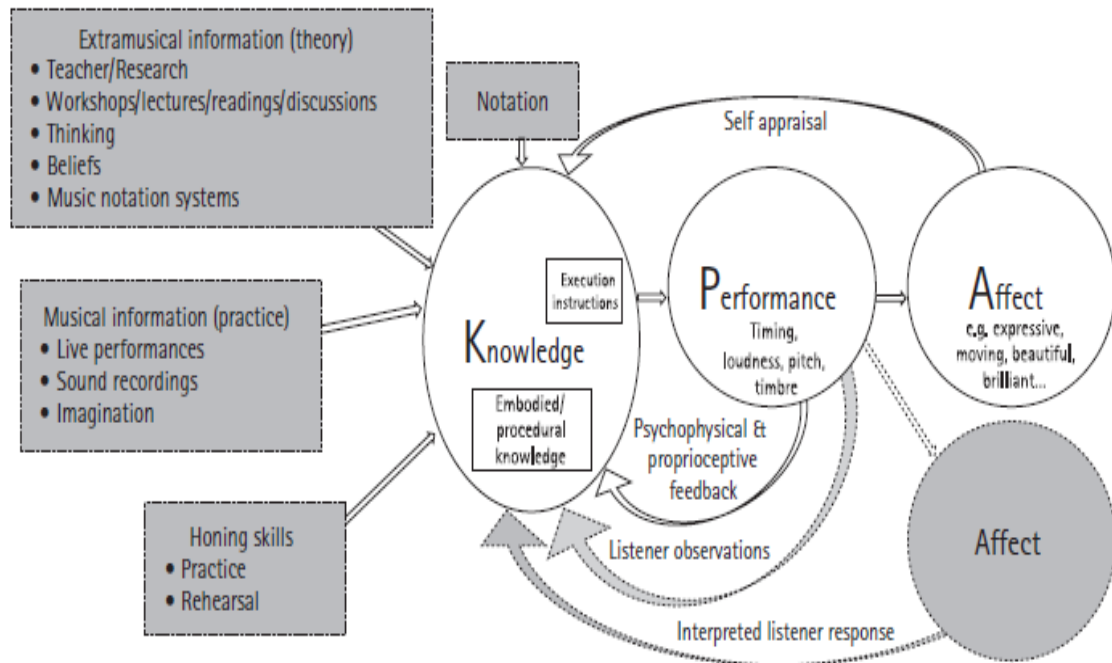 Extramusical information (theory)
• Teacher/Research
• Workshops/lectures/readings/discussions
• Thinking
• Beliefs
• Music notation systems
Notation
Self appraisal
Musical information (practice)
• Live performances
• Sound recordings
• Imagination
Honing skills
• Practice
• Rehearsal
Execution
instructions
Knowledge
Embodied/
procedural
knowledge
Performance
Timing,
loudness, pitch,
timbre
Affect
e.g. expressive,
moving, beautiful,
brilliant...
Psychophysical &
proprioceptive
feedback
Listener observations
Interpreted listener response
Affect